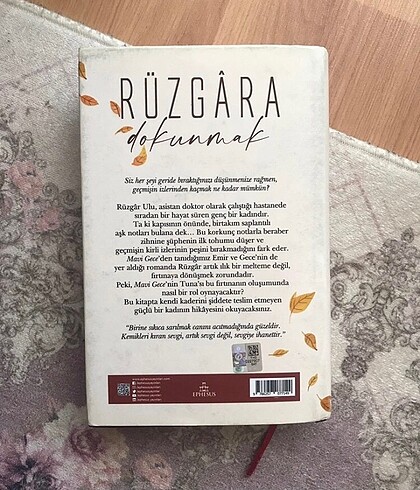 RÜZGÂRA
dokunmak
Siz her şeyi geride bıraktığınızı düşünmenize rağmen,
geçmişin izlerinden kaçmak ne kadar mümkün?
Rüzgâr Ulu, asistan doktor olarak çalıştığı hastanede
sıradan bir hayat süren genç bir kadındır.
Ta ki kapısının önünde, birtakım saplantılı
aşk notları bulana dek... Bu korkunç notlarla beraber
zihnine şüphenin ilk tohumu düşer ve
geçmişin kirli izlerinin peşini bırakmadığını fark eder.
Mavi Gece'den tanıdığımız Emir ve Gece'nin de
yer aldığı romanda Rüzgâr artık ılık bir melteme değil,
fırtınaya dönüşmek zorundadır.
Peki, Mavi Gece'nin Tuna'sı bu fırtınanın oluşumunda
nasıl bir rol oynayacaktır?
Bu kitapta kendi kaderini şiddete teslim etmeyen
güçlü bir kadının hikâyesini okuyacaksınız.
"Birine sıkıca sarılmak canını acıtmadığında güzeldir.
Kemikleri kıran sevgi, artık sevgi değil, sevgiye ihanettir."
EPHESUS